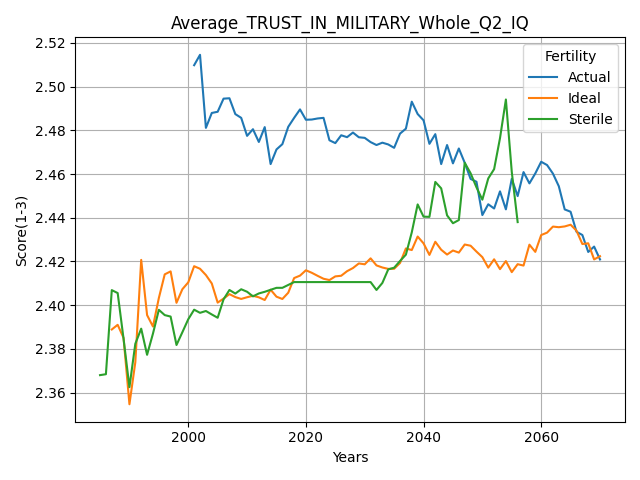 Average_TRUST_IN_MILITARY_Whole_Q2_IQ
Score(1-3)
2.52
2.50
2.48
2.46
2.44
2.42
2.40
2.38
2.36
Fertility
Actual
Ideal
Sterile
2000 2020 2040 2060
Years